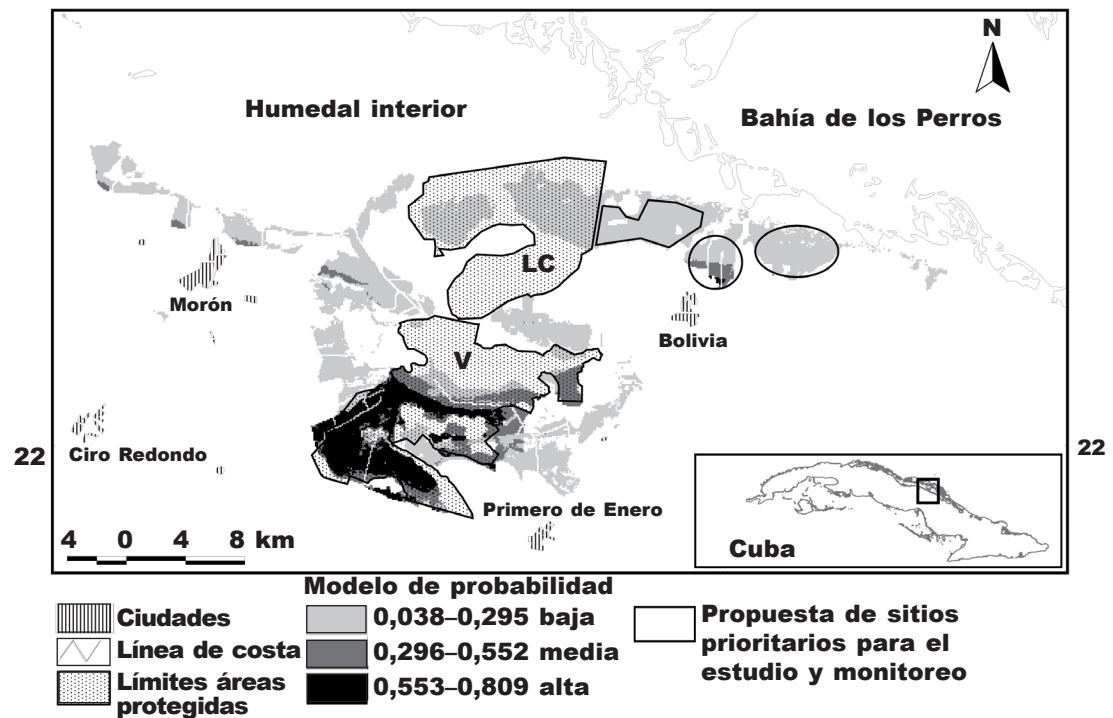 N
Humedal interior
Bahía de los Perros
LC
Morón
Bolivia
V
22
Ciro Redondo
22
Primero de Enero
4 0 4 8 km
Cuba
Modelo de probabilidad
Ciudades
Línea de costa
Límites áreas
protegidas
0,038–0,295 baja
0,296–0,552 media
0,553–0,809 alta
Propuesta de sitios
prioritarios para el
estudio y monitoreo